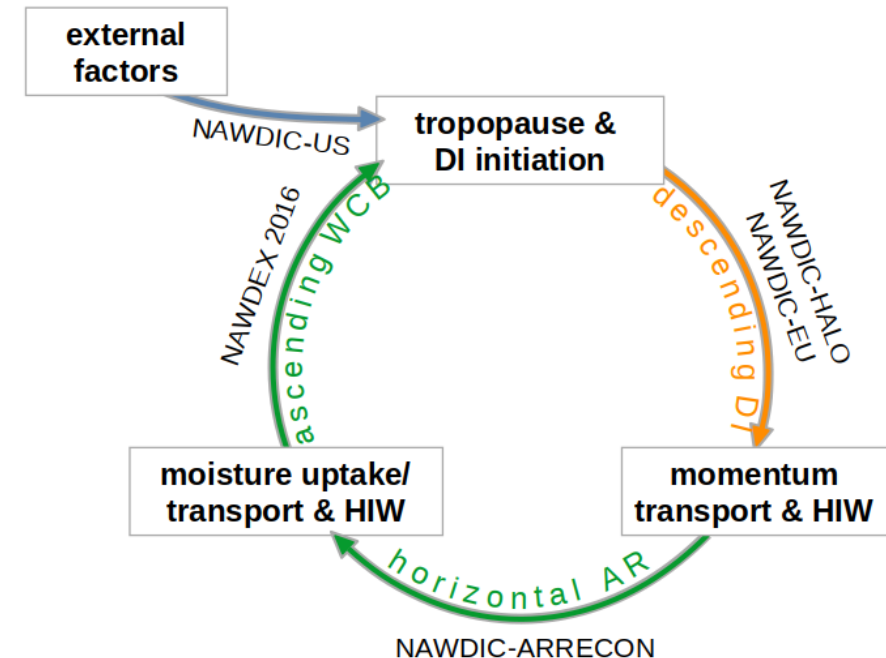 external
factors
NAWDIC-US
tropopause &
DI initiation
NAWDEX 2016
ascending WCB
descending DI
NAWDIC-HALO
NAWDIC-EU
moisture uptake/
transport & HIW
momentum
transport & HIW
horizontal AR
NAWDIC-ARRECON